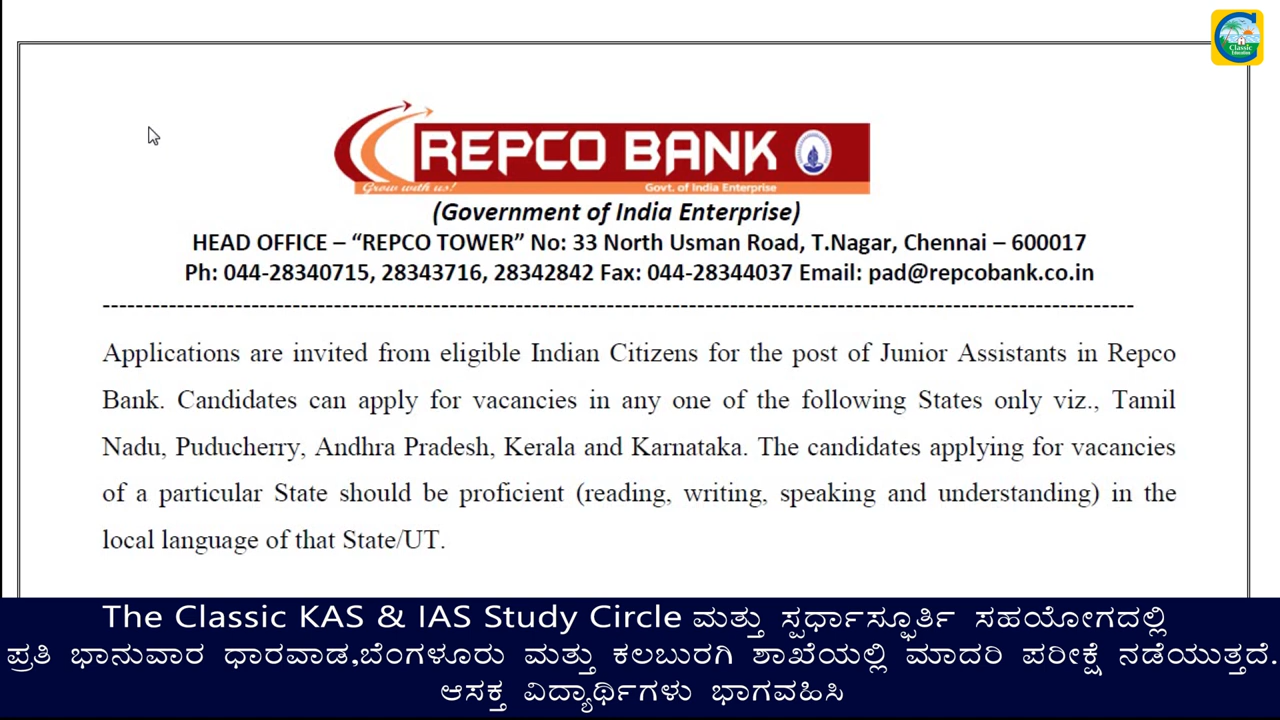 Classic
Education
REPCO BANK
Grow with us!
Govt. of India Enterprise
(Government of India Enterprise)
HEAD OFFICE – “REPCO TOWER” No: 33 North Usman Road, T.Nagar, Chennai – 600017
Ph: 044-28340715, 28343716, 28342842 Fax: 044-28344037 Email: pad@repcobank.co.in
Applications are invited from eligible Indian Citizens for the post of Junior Assistants in Repco
Bank. Candidates can apply for vacancies in any one of the following States only viz., Tamil
Nadu, Puducherry, Andhra Pradesh, Kerala and Karnataka. The candidates applying for vacancies
of a particular State should be proficient (reading, writing, speaking and understanding) in the
local language of that State/UT.
The Classic KAS & IAS Study Circle ಮತ್ತು ಸ್ಪರ್ಧಾಸ್ಫೂರ್ತಿ ಸಹಯೋಗದಲ್ಲಿ
ಪ್ರತಿ ಭಾನುವಾರ ಧಾರವಾಡ,ಬೆಂಗಳೂರು ಮತ್ತು ಕಲಬುರಗಿ ಶಾಖೆಯಲ್ಲಿ ಮಾದರಿ ಪರೀಕ್ಷೆ ನಡೆಯುತ್ತದೆ.
ಆಸಕ್ತ ವಿದ್ಯಾರ್ಥಿಗಳು ಭಾಗವಹಿಸಿ